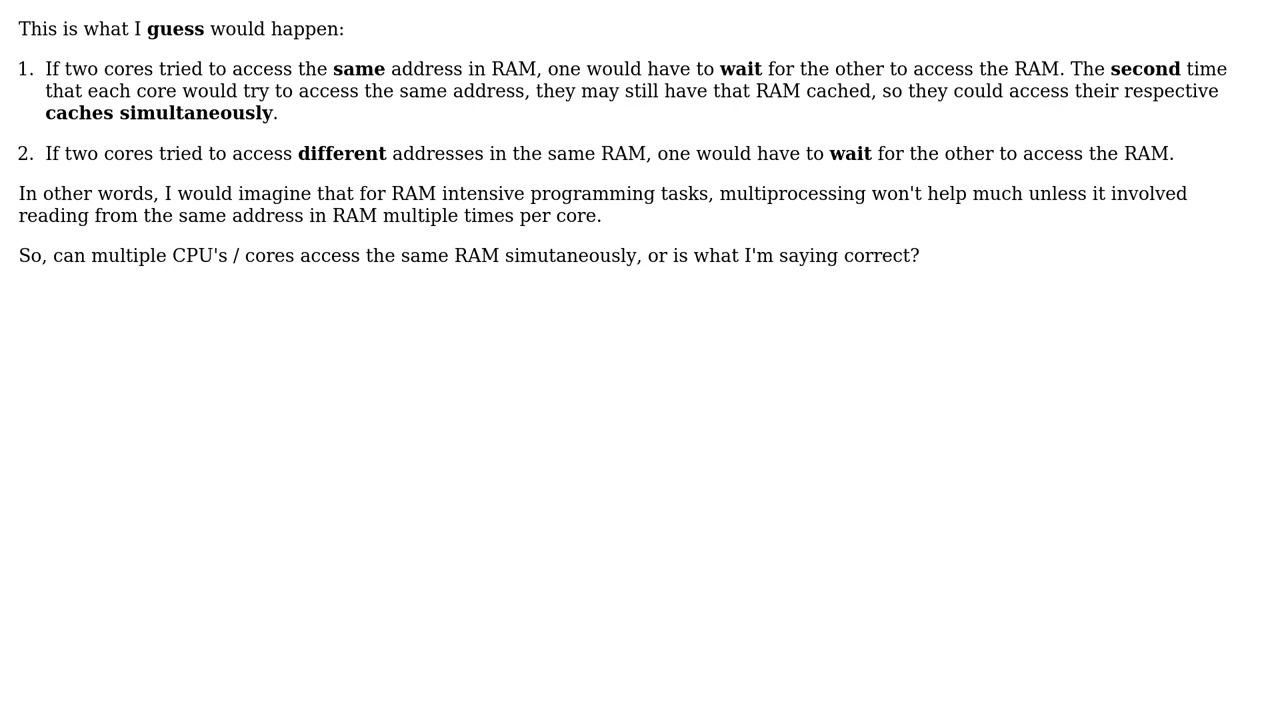 This is what I guess would happen:
1. If two cores tried to access the same address in RAM, one would have to wait for the other to access the RAM. The second time
that each core would try to access the same address, they may still have that RAM cached, so they could access their respective
caches simultaneously.
2. If two cores tried to access different addresses in the same RAM, one would have to wait for the other to access the RAM.
In other words, I would imagine that for RAM intensive programming tasks, multiprocessing won't help much unless it involved
reading from the same address in RAM multiple times per core.
So, can multiple CPU's / cores access the same RAM simutaneously, or is what I'm saying correct?